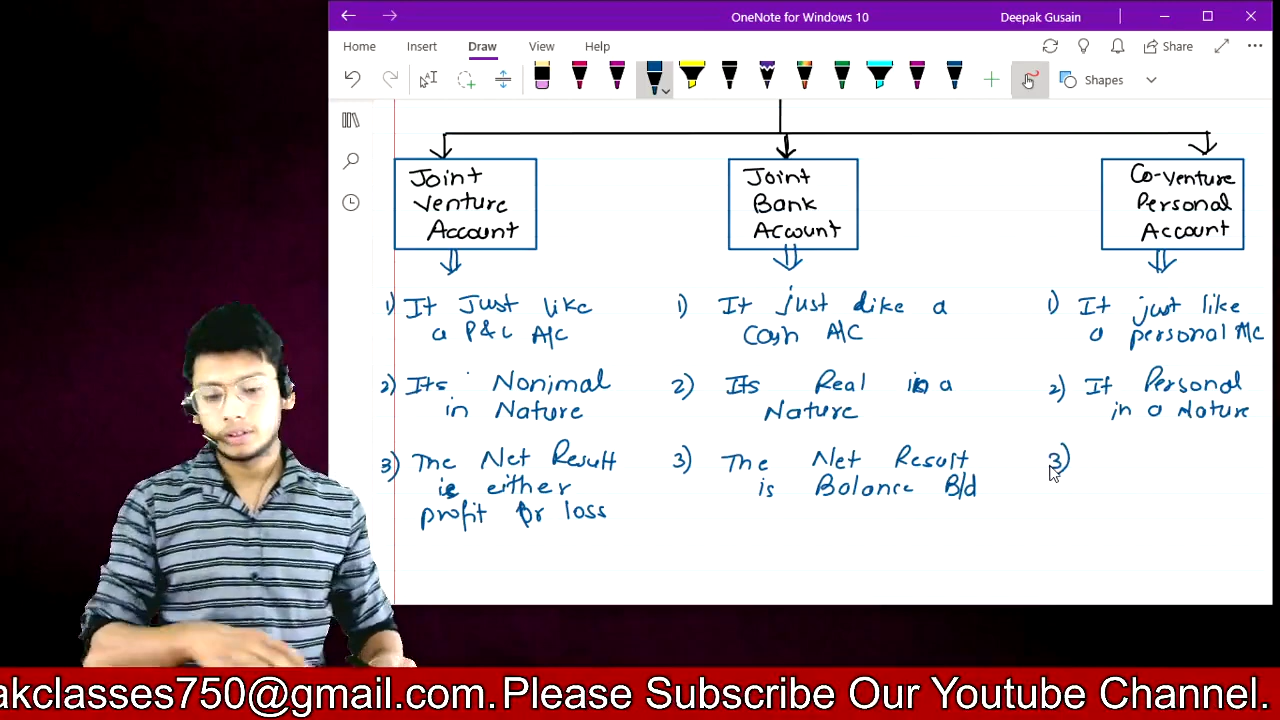 OneNote for Windows 10
Deepak Gusain
Home
Insert
Draw
View
Help
Share
Shapes
Joint
Venture
Account
Joint
Bank
Account
Co-venture
Personal
Account
1) It Just like
a P&L A/c
2) Its Nonimal
in Nature
3) The Net Result
is either
profit or loss
1) It just like a
Cash A/C
2) Its Real in a
Nature
3) The Net Result
is Balance B/d
1) It just like
a personal A/c
2) It Personal
in a Nature
3)
akclasses750@gmail.com.Please Subscribe Our Youtube Channel.